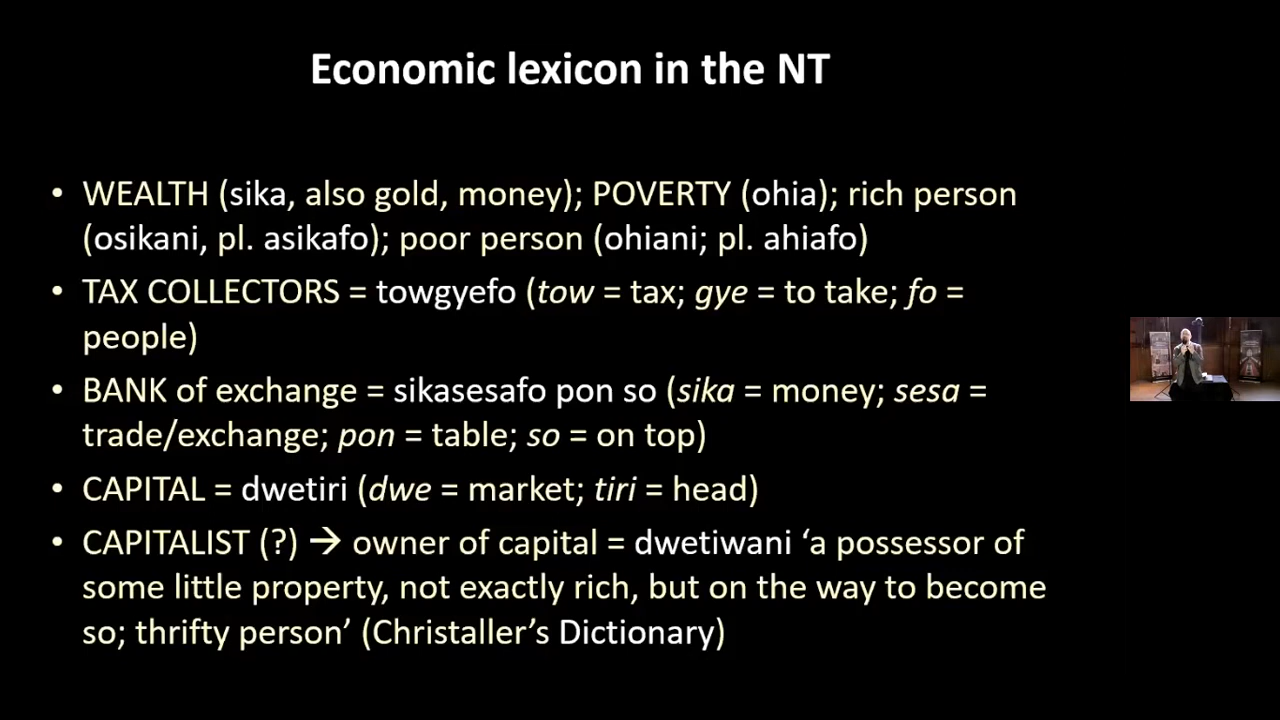 Economic lexicon in the NT
• WEALTH (sika, also gold, money); POVERTY (ohia); rich person
(osikani, pl. asikafo); poor person (ohiani; pl. ahiafo)
• TAX COLLECTORS = towgyefo (tow = tax; gye = to take; fo =
people)
• BANK of exchange = sikasesafo pon so (sika = money; sesa =
trade/exchange; pon = table; so = on top)
• CAPITAL = dwetiri (dwe = market; tiri = head)
• CAPITALIST (?) → owner of capital = dwetiwani ‘a possessor of
some little property, not exactly rich, but on the way to become
so; thrifty person’ (Christaller’s Dictionary)